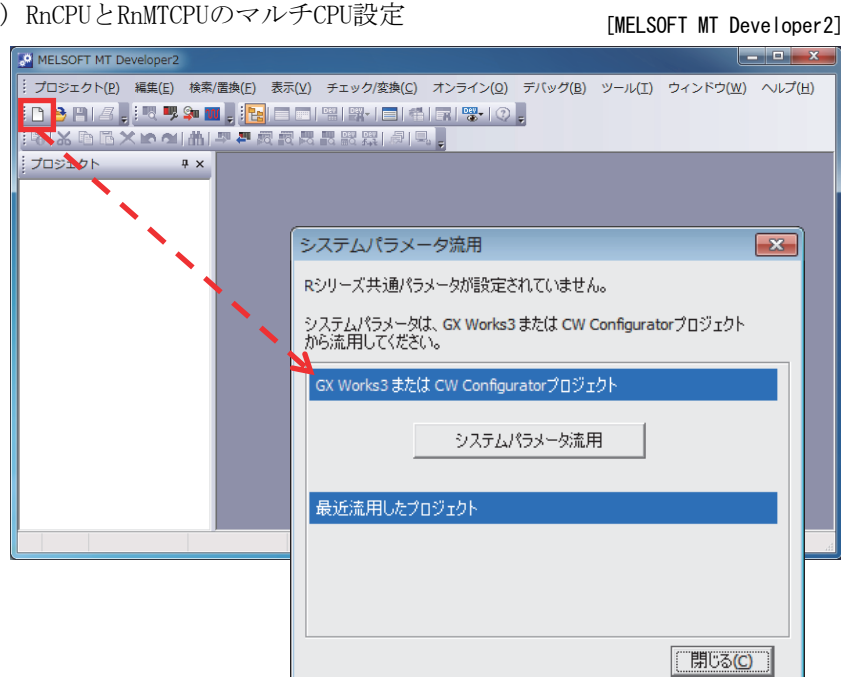 ) RnCPUとRnMTCPUのマルチCPU設定
[MELSOFT MT Developer2]
MELSOFT MT Developer2
プロジェクト(P) 編集(E) 検索/置換(F) 表示(V) チェック/変換(C) オンライン(O) デバッグ(B) ツール(T) ウィンドウ(W) ヘルプ(H)
プロジェクト
システムパラメータ流用
Rシリーズ共通パラメータが設定されていません。
システムパラメータは、GX Works3 または CW Configuratorプロジェクト
から流用してください。
GX Works3 または CW Configuratorプロジェクト
システムパラメータ流用
最近流用したプロジェクト
閉じる(C)